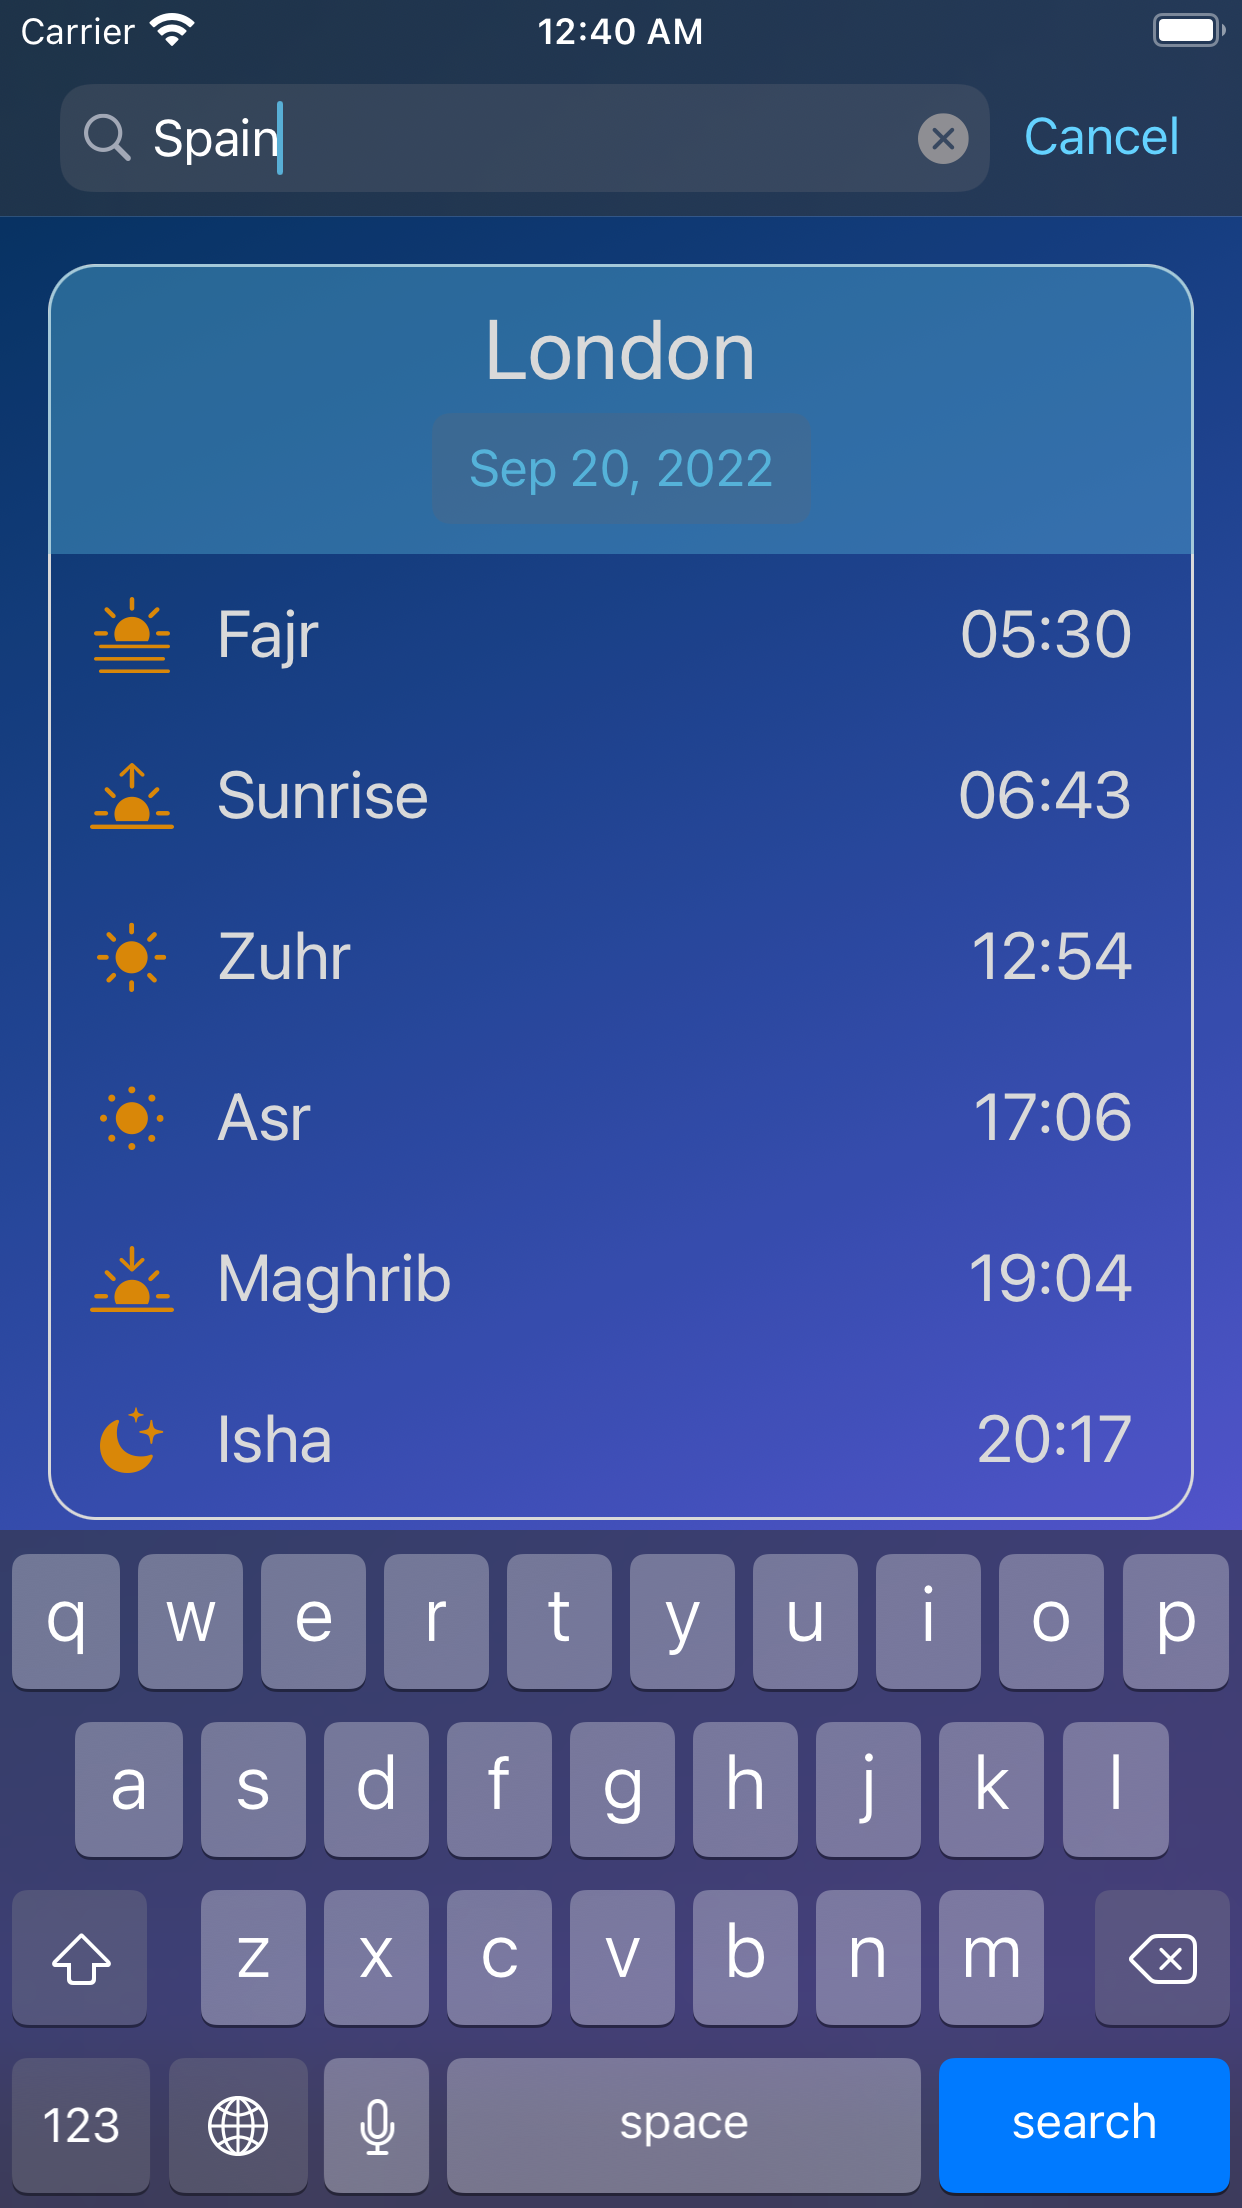 Carrier 12:40 AM
Spain Cancel
London
Sep 20, 2022
Fajr 05:30
Sunrise 06:43
Zuhr 12:54
Asr 17:06
Maghrib 19:04
Isha 20:17
q w e r t y u i o p
a s d f g h j k l
z x c v b n m
123 space search